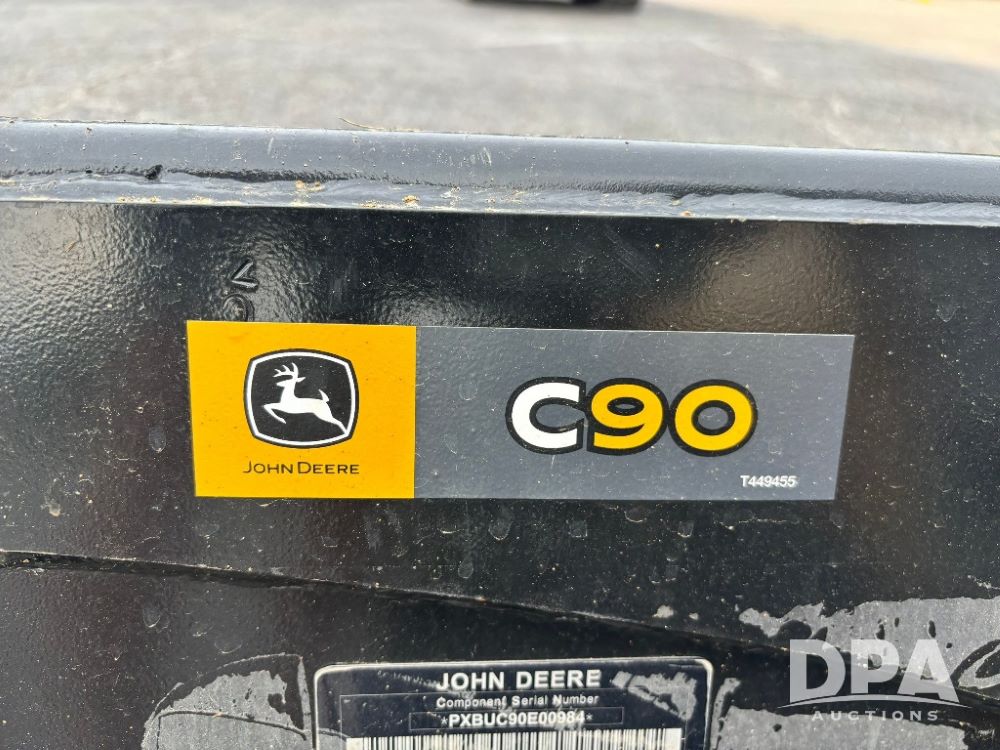 JOHN DEERE
C90
T449455
JOHN DEERE
Component Serial Number
*PXBUC90E00984*
DPA
AUCTIONS